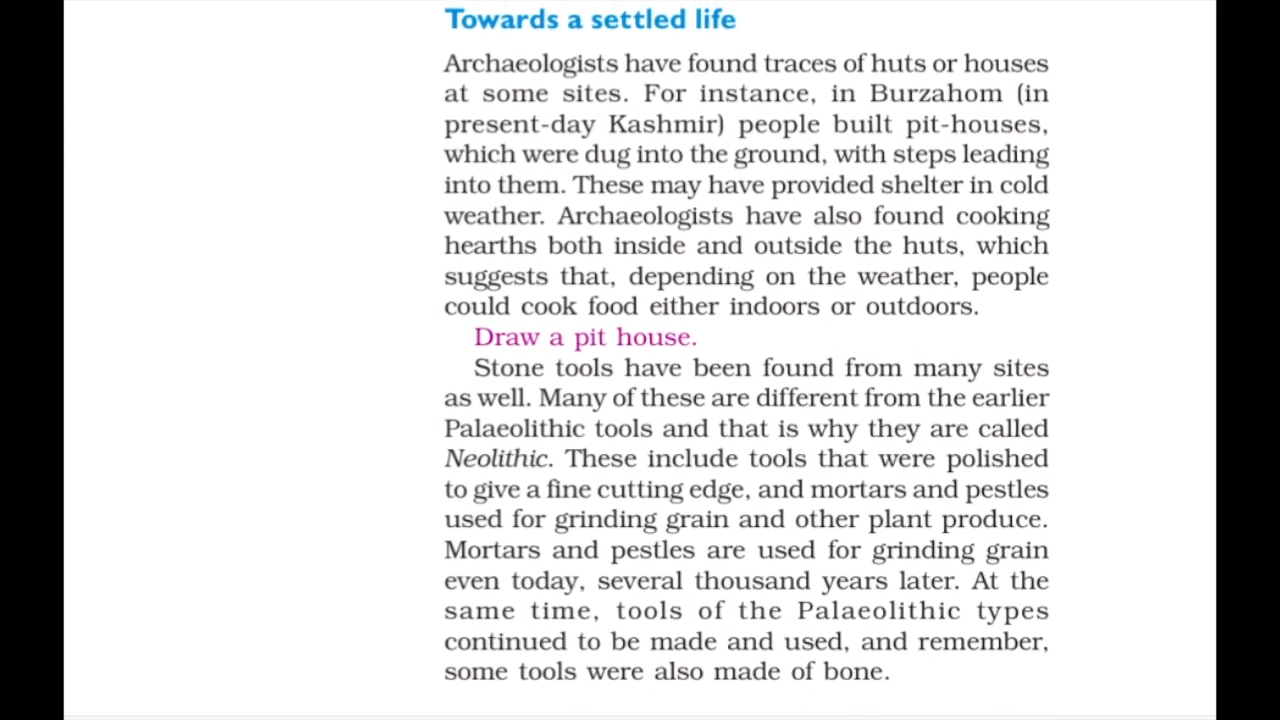 Towards a settled life
Archaeologists have found traces of huts or houses
at some sites. For instance, in Burzahom (in
present-day Kashmir) people built pit-houses,
which were dug into the ground, with steps leading
into them. These may have provided shelter in cold
weather. Archaeologists have also found cooking
hearths both inside and outside the huts, which
suggests that, depending on the weather, people
could cook food either indoors or outdoors.
Draw a pit house.
Stone tools have been found from many sites
as well. Many of these are different from the earlier
Palaeolithic tools and that is why they are called
Neolithic. These include tools that were polished
to give a fine cutting edge, and mortars and pestles
used for grinding grain and other plant produce.
Mortars and pestles are used for grinding grain
even today, several thousand years later. At the
same time, tools of the Palaeolithic types
continued to be made and used, and remember,
some tools were also made of bone.